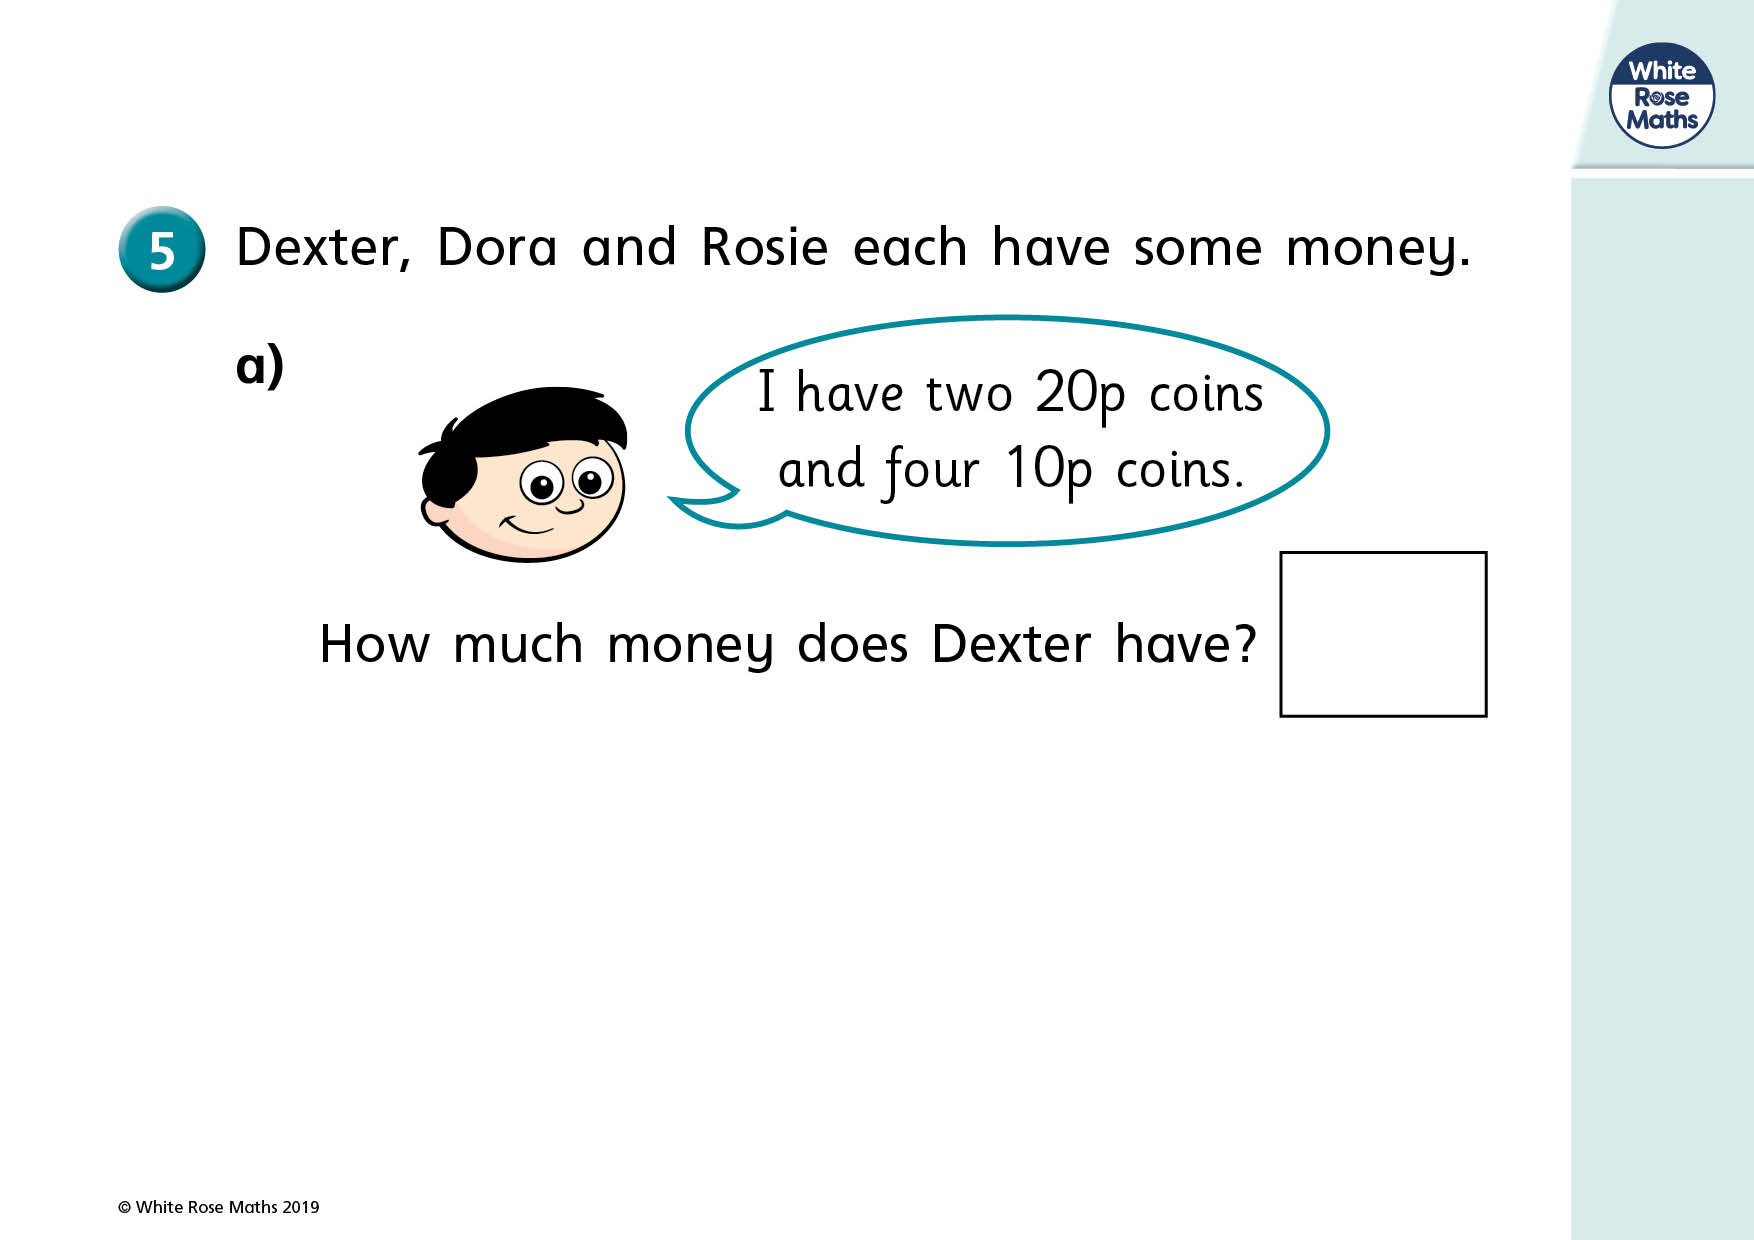 White
Rose
Maths
5 Dexter, Dora and Rosie each have some money.
a)
I have two 20p coins
and four 10p coins.
How much money does Dexter have?
© White Rose Maths 2019